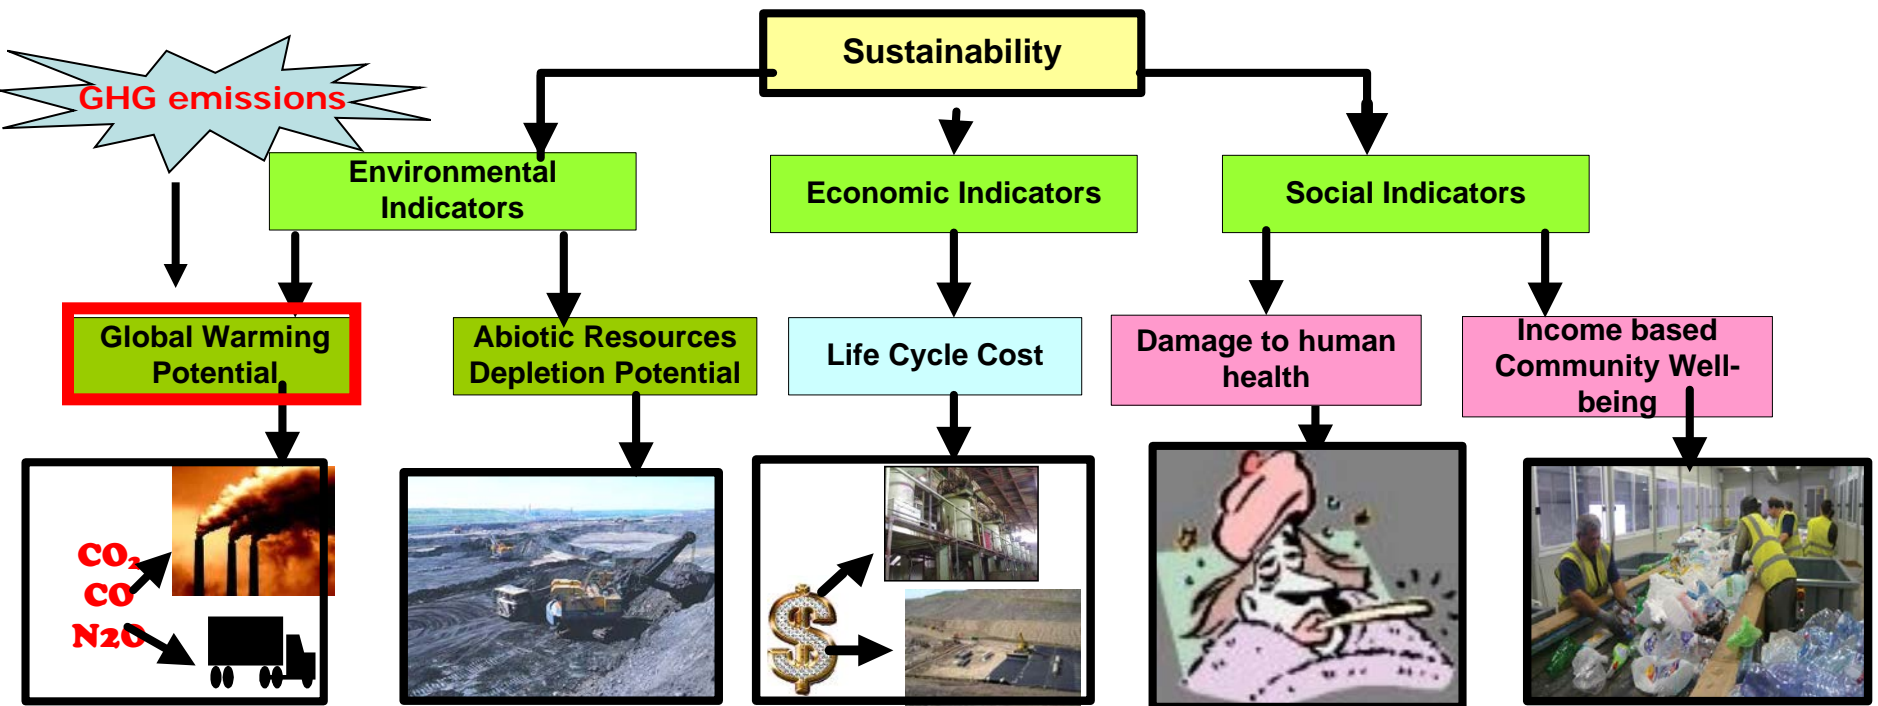 Sustainability
GHG emissions
Environmental
Indicators
Economic Indicators
Social Indicators
Global Warming
Potential
Abiotic Resources
Depletion Potential
Life Cycle Cost
Damage to human
health
Income based
Community Well-
being
CO₂
CO
N2O
$